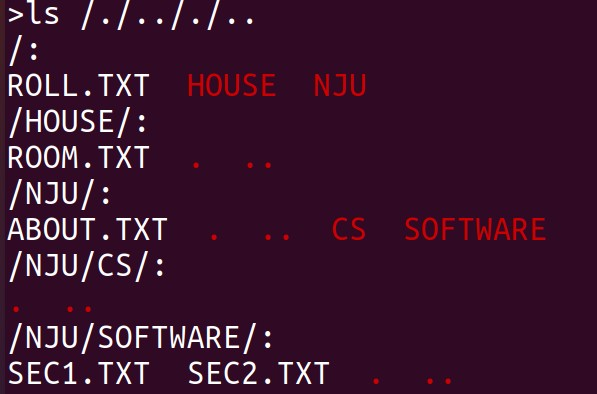 >ls /./.././..
/:
ROLL.TXT  HOUSE  NJU
/HOUSE/:
ROOM.TXT  .  ..
/NJU/:
ABOUT.TXT  .  ..  CS  SOFTWARE
/NJU/CS/:
.  ..
/NJU/SOFTWARE/:
SEC1.TXT  SEC2.TXT  .  ..